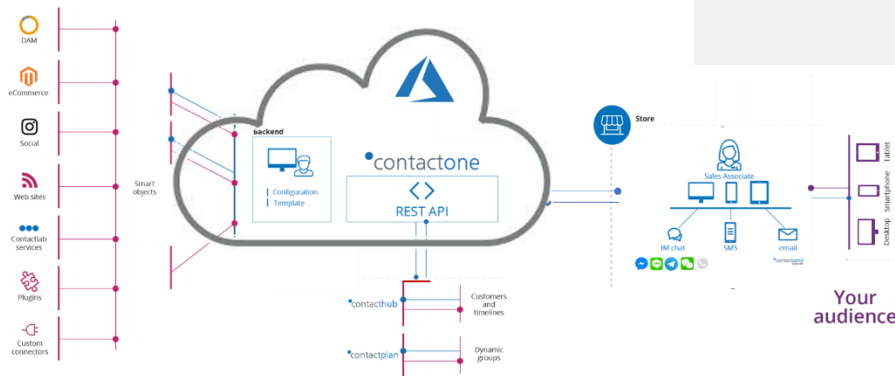 DAM
eCommerce
Social
Web sites
Contactlab
services
Plugins
Custom
connectors
Smart
objects
Backend
Configuration
Template
contactone
REST API
contacthub
Customers
and
timelines
contactplan
Dynamic
groups
Store
Sales Associate
IM chat
SMS
email
contactsend
Tablet
Smartphone
Desktop
Your
audience